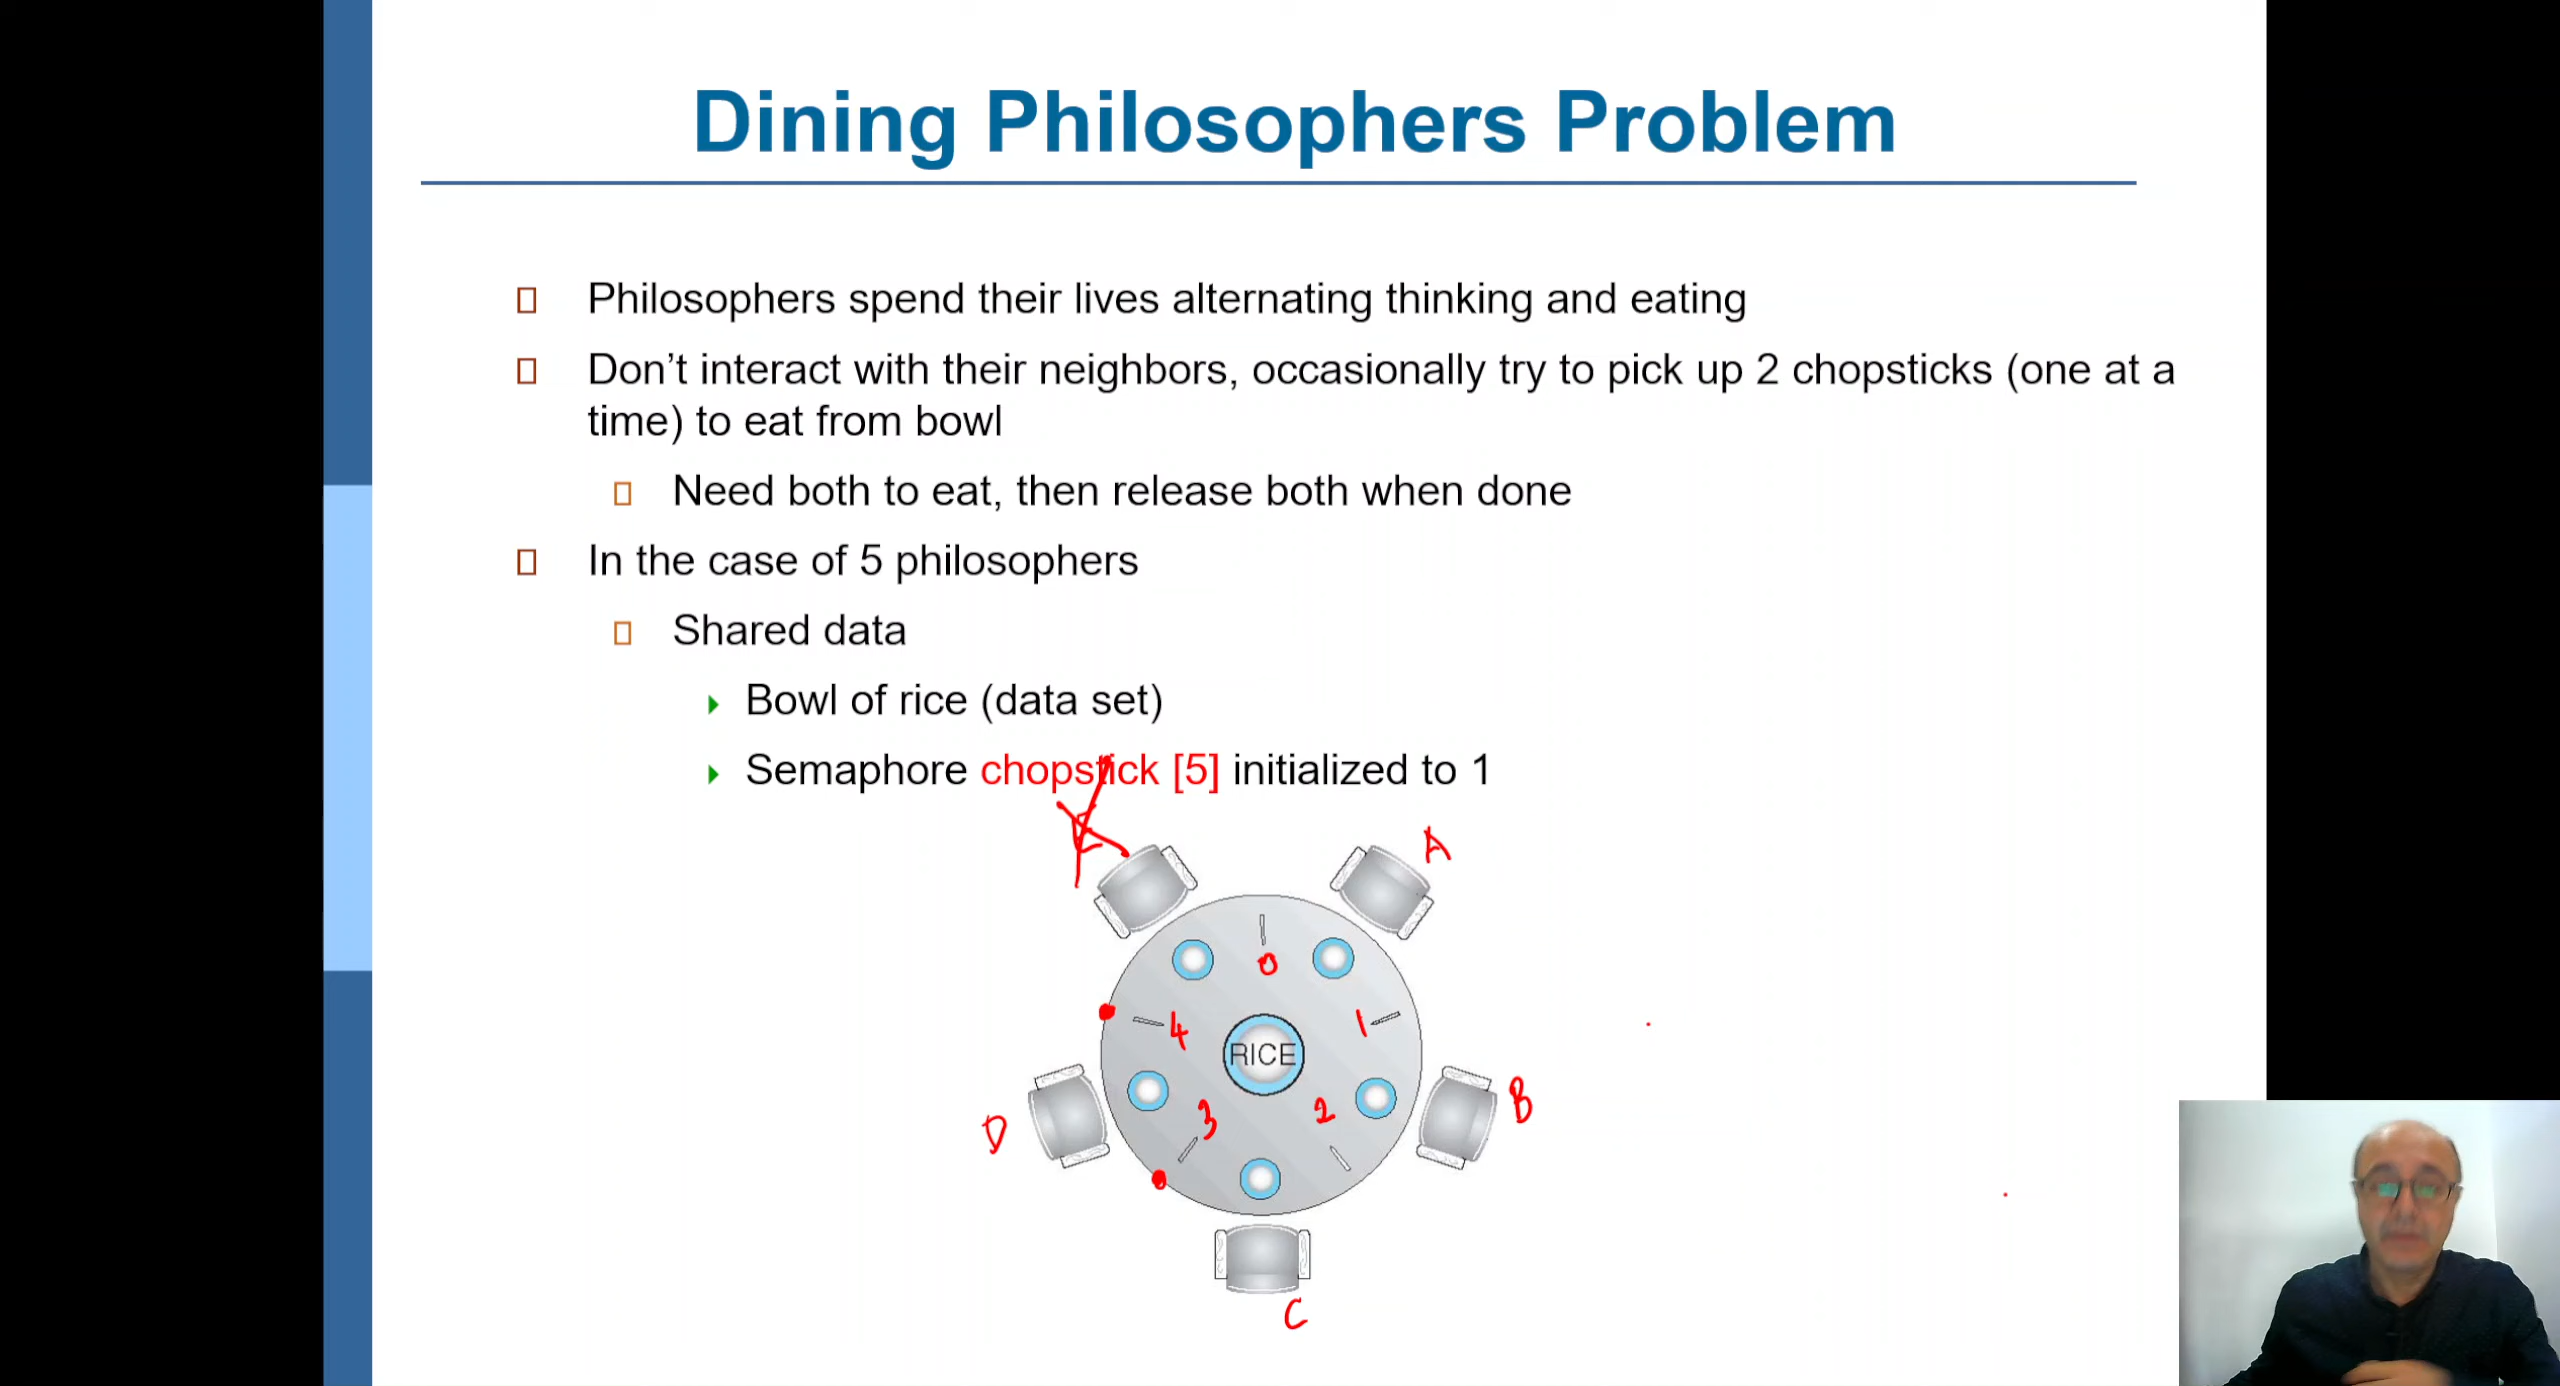 Dining Philosophers Problem
Philosophers spend their lives alternating thinking and eating
Don’t interact with their neighbors, occasionally try to pick up 2 chopsticks (one at a
time) to eat from bowl
Need both to eat, then release both when done
In the case of 5 philosophers
Shared data
Bowl of rice (data set)
Semaphore chopstick [5] initialized to 1
A
0
4
1
RICE
3
2
B
D
C